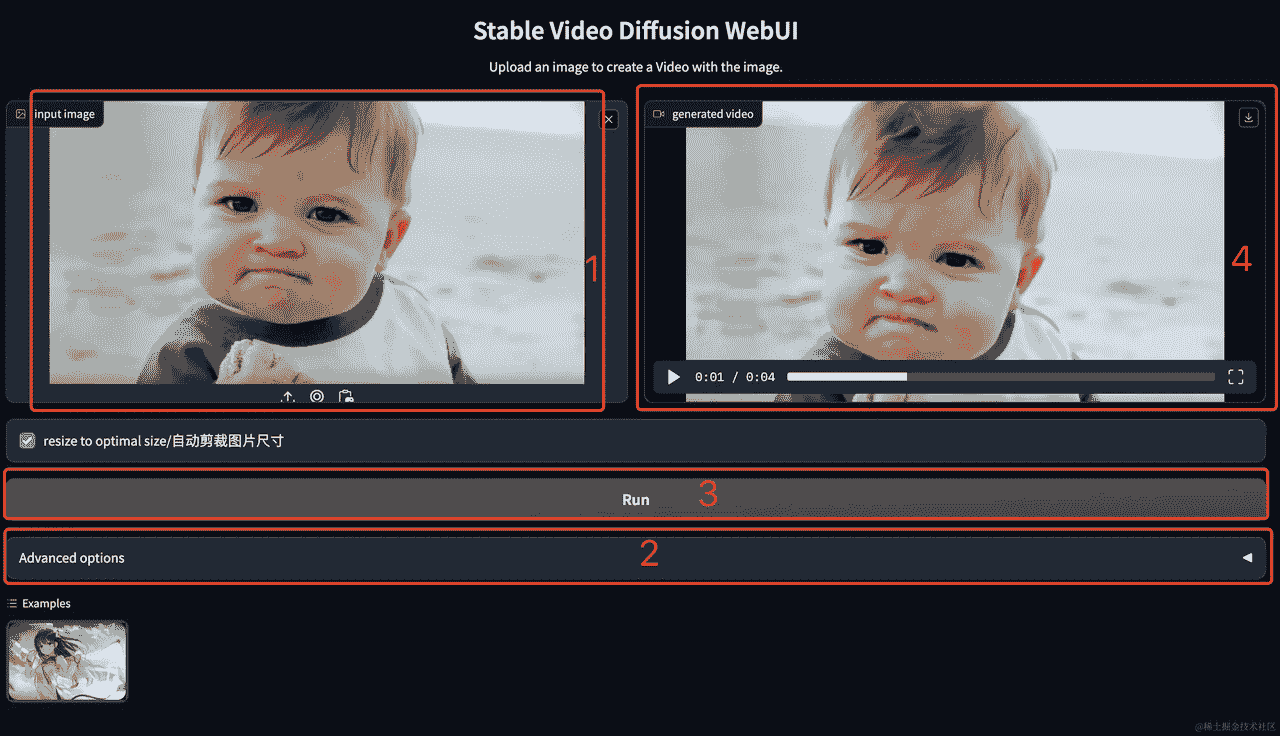 Stable Video Diffusion WebUI
Upload an image to create a Video with the image.
input image
generated video
1
4
0:01 / 0:04
resize to optimal size/自动剪裁图片尺寸
Run
3
Advanced options
2
Examples
@稀土掘金技术社区